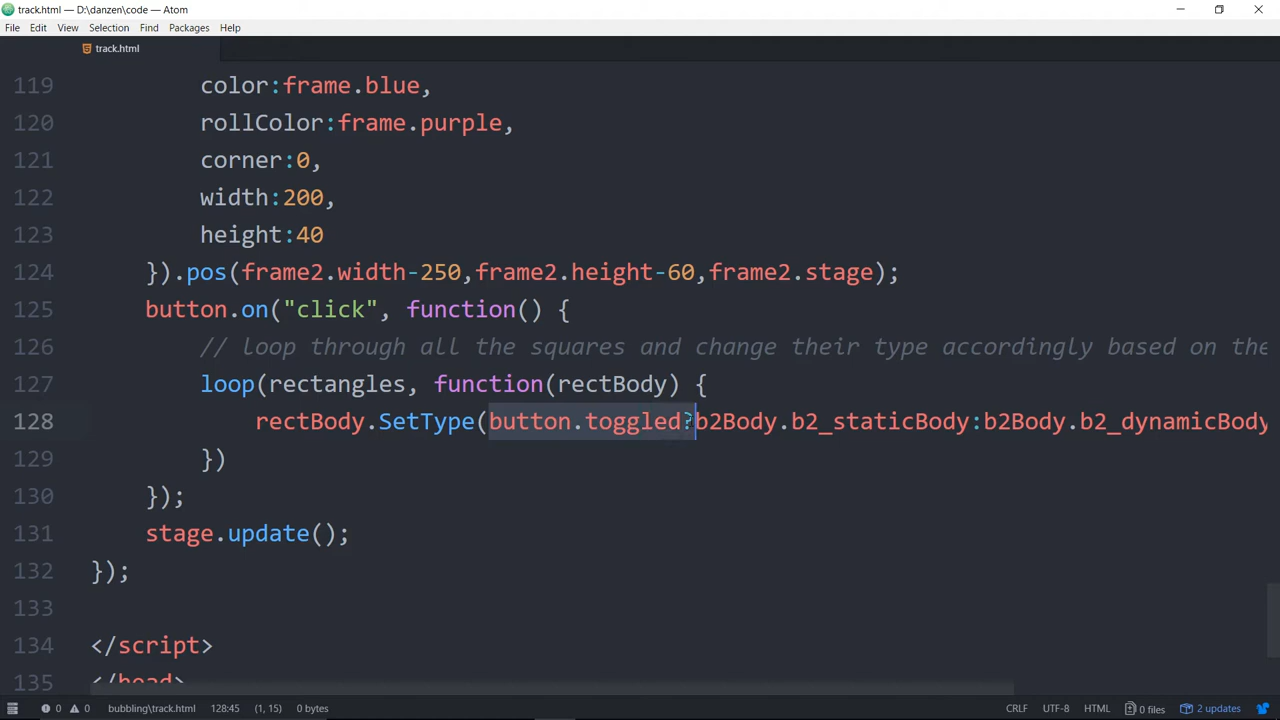 track.html — D:\danzen\code — Atom
File Edit View Selection Find Packages Help
track.html
119 color:frame.blue,
120 rollColor:frame.purple,
121 corner:0,
122 width:200,
123 height:40
124 }).pos(frame2.width-250,frame2.height-60,frame2.stage);
125 button.on("click", function() {
126 // loop through all the squares and change their type accordingly based on the
127 loop(rectangles, function(rectBody) {
128 rectBody.SetType(button.toggled?b2Body.b2_staticBody:b2Body.b2_dynamicBody
129 })
130 });
131 stage.update();
132 });
133
134 </script>
135 </head>
0 0 bubbling\track.html 128:45 (1, 15) 0 bytes CRLF UTF-8 HTML 0 files 2 updates